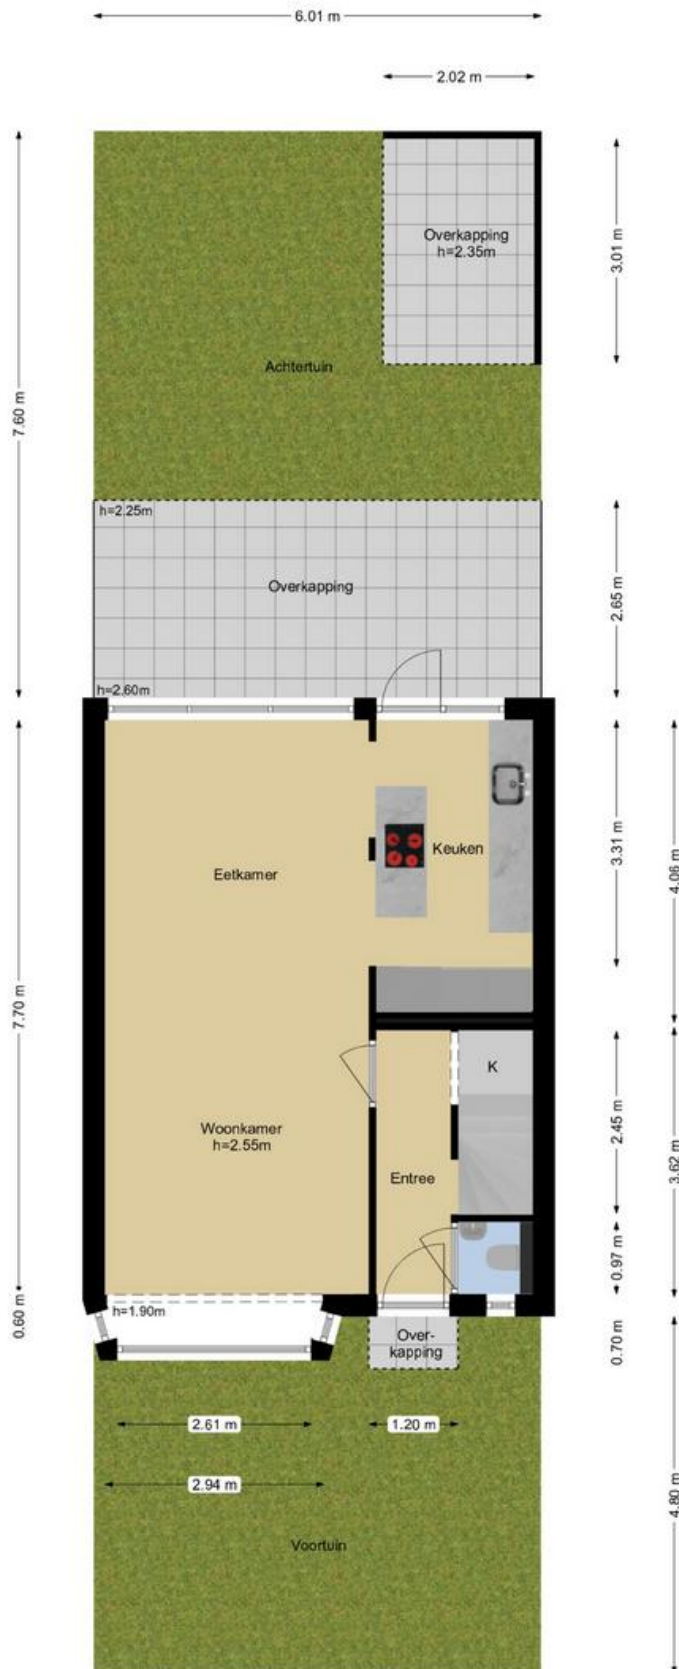 6.01 m
2.02 m
3.01 m
Overkapping
h=2.35m
Achtertuin
7.60 m
h=2.25m
Overkapping
2.65 m
h=2.60m
3.31 m
4.06 m
Keuken
Eetkamer
7.70 m
K
2.45 m
Woonkamer
h=2.55m
3.62 m
Entree
0.97 m
0.60 m
h=1.90m
Over-
kapping
0.70 m
2.61 m
1.20 m
2.94 m
4.80 m
Voortuin